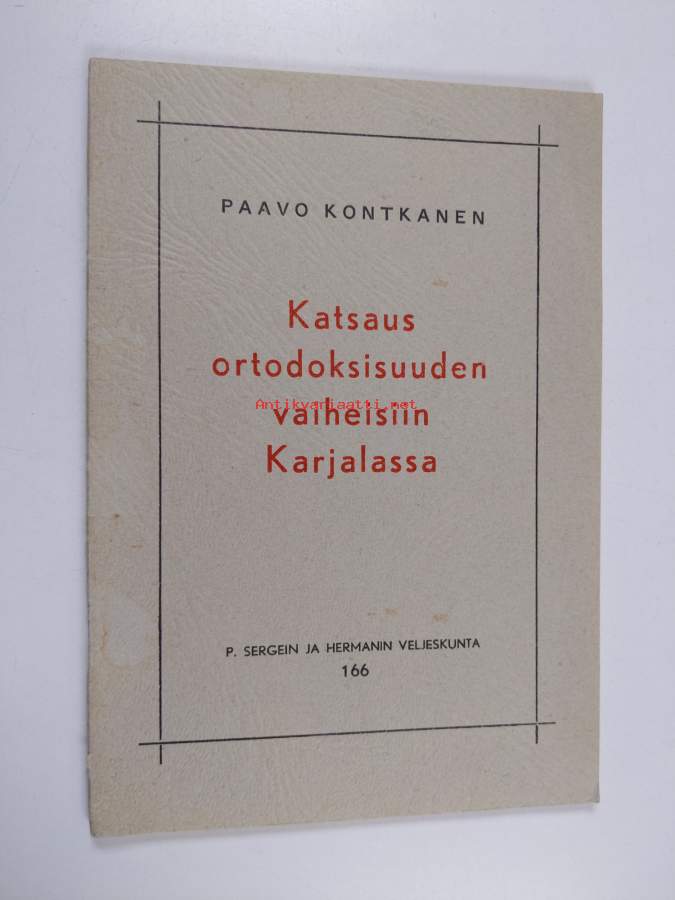 PAAVO KONTKANEN
Katsaus
ortodoksisuuden
Antikvariaatti.net
vaiheisiin
Karjalassa
P. SERGEIN JA HERMANIN VELJESKUNTA
166